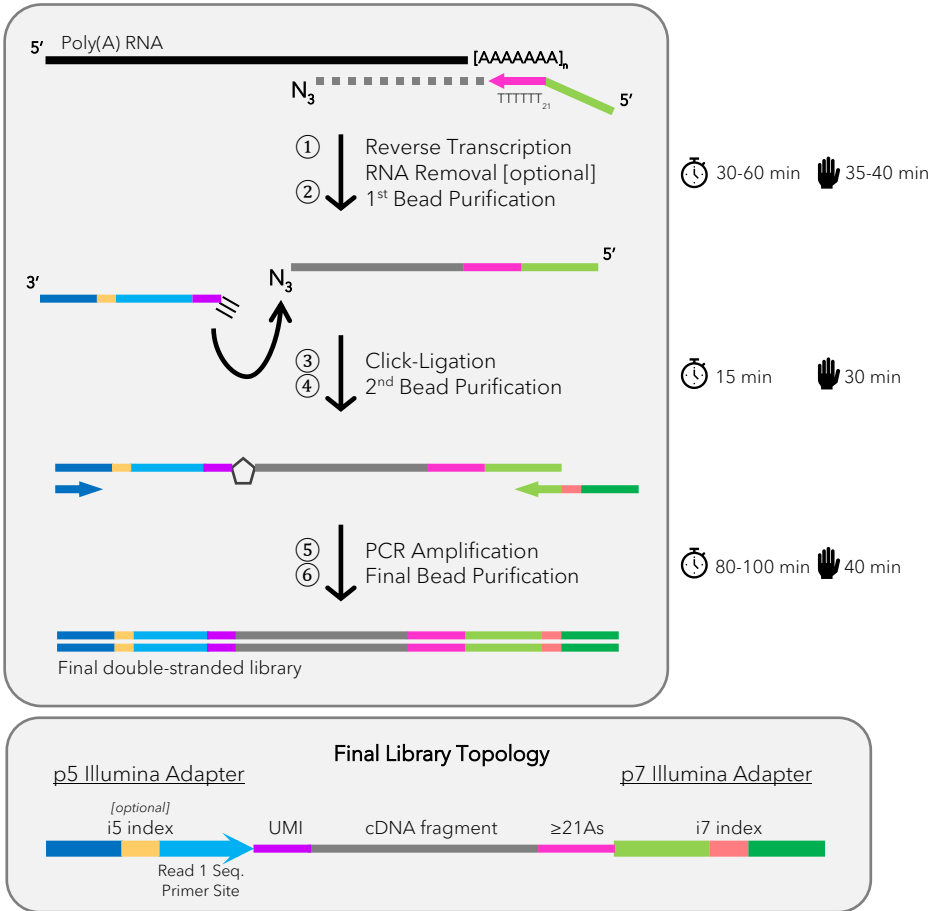 5’ Poly(A) RNA [AAAAAAA]n
N3 TTTTTT21 5’
① Reverse Transcription
RNA Removal [optional]
② 1st Bead Purification
30-60 min 35-40 min
5’
3’ N3
③ Click-Ligation
④ 2nd Bead Purification
15 min 30 min
⑤ PCR Amplification
⑥ Final Bead Purification
80-100 min 40 min
Final double-stranded library
Final Library Topology
p5 Illumina Adapter p7 Illumina Adapter
[optional]
i5 index UMI cDNA fragment ≥21As i7 index
Read 1 Seq.
Primer Site